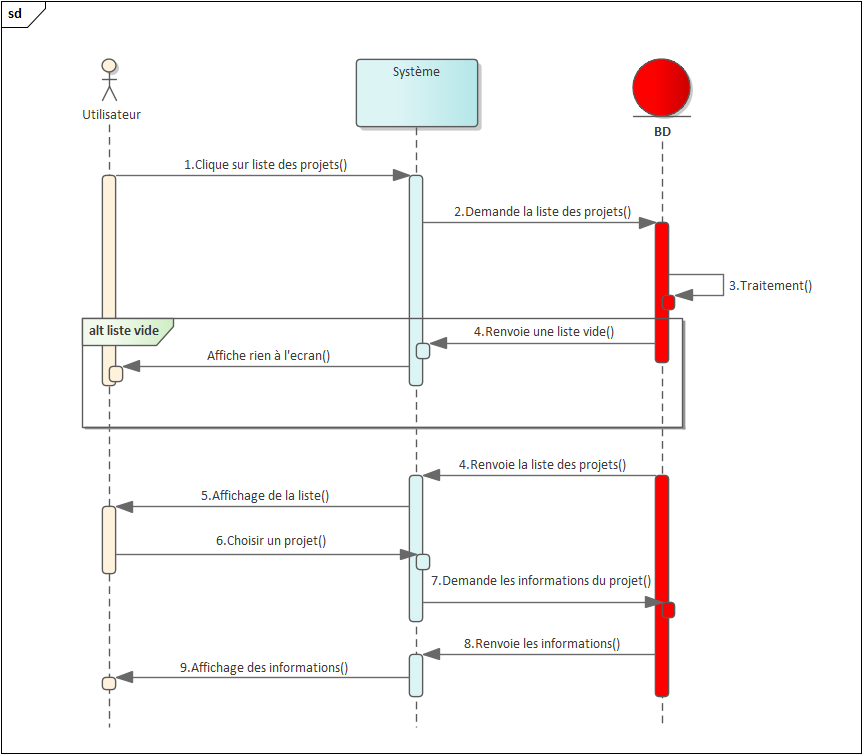 sd
Système
Utilisateur
BD
1.Clique sur liste des projets()
2.Demande la liste des projets()
3.Traitement()
alt liste vide
4.Renvoie une liste vide()
Affiche rien à l'ecran()
4.Renvoie la liste des projets()
5.Affichage de la liste()
6.Choisir un projet()
7.Demande les informations du projet()
8.Renvoie les informations()
9.Affichage des informations()